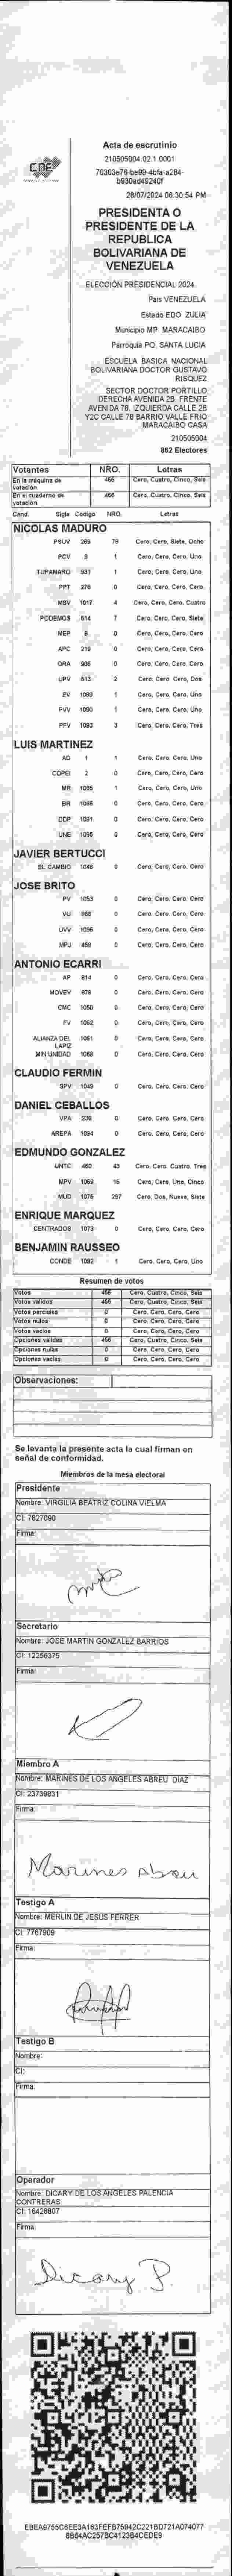 CNE
Acta de escrutinio
210505004.02.1.0001
70303e76-be99-4bfa-a284-
b630ad49240f
28/07/2024 06:30:54 PM
PRESIDENTA O
PRESIDENTE DE LA
REPUBLICA
BOLIVARIANA DE
VENEZUELA
ELECCIÓN PRESIDENCIAL 2024
País VENEZUELA
Estado EDO. ZULIA
Municipio MP. MARACAIBO
Parroquia PQ. SANTA LUCIA
ESCUELA BASICA NACIONAL
BOLIVARIANA DOCTOR GUSTAVO
RISQUEZ
SECTOR DOCTOR PORTILLO
DERECHA AVENIDA 2B. FRENTE
AVENIDA 7B. IZQUIERDA CALLE 2B
Y2C CALLE 78 BARRIO VALLE FRIO
MARACAIBO CASA
210505004
862 Electores
Votantes NRO. Letras
En la máquina de votación 456 Cero, Cuatro, Cinco, Seis
En el cuaderno de votación 456 Cero, Cuatro, Cinco, Seis
Cand. Sigla Codigo NRO. Letras
NICOLAS MADURO
PSUV 269 78 Cero, Cero, Siete, Ocho
PCV 9 1 Cero, Cero, Cero, Uno
TUPAMARO 531 1 Cero, Cero, Cero, Uno
PPT 276 0 Cero, Cero, Cero, Cero
MSV 1017 4 Cero, Cero, Cero, Cuatro
PODEMOS 514 7 Cero, Cero, Cero, Siete
MEP 8 0 Cero, Cero, Cero, Cero
APC 219 0 Cero, Cero, Cero, Cero
ORA 906 0 Cero, Cero, Cero, Cero
UPV 613 2 Cero, Cero, Cero, Dos
EV 1089 1 Cero, Cero, Cero, Uno
PVV 1090 1 Cero, Cero, Cero, Uno
PFV 1093 3 Cero, Cero, Cero, Tres
LUIS MARTINEZ
AD 1 1 Cero, Cero, Cero, Uno
COPEI 2 0 Cero, Cero, Cero, Cero
MR 1065 1 Cero, Cero, Cero, Uno
BR 1066 0 Cero, Cero, Cero, Cero
DDP 1091 0 Cero, Cero, Cero, Cero
UNE 1095 0 Cero, Cero, Cero, Cero
JAVIER BERTUCCI
EL CAMBIO 1048 0 Cero, Cero, Cero, Cero
JOSE BRITO
PV 1053 0 Cero, Cero, Cero, Cero
VU 968 0 Cero, Cero, Cero, Cero
UVV 1096 0 Cero, Cero, Cero, Cero
MPJ 459 0 Cero, Cero, Cero, Cero
ANTONIO ECARRI
AP 814 0 Cero, Cero, Cero, Cero
MOVEV 979 0 Cero, Cero, Cero, Cero
CMC 1050 0 Cero, Cero, Cero, Cero
FV 1062 0 Cero, Cero, Cero, Cero
ALIANZA DEL LAPIZ 1051 0 Cero, Cero, Cero, Cero
MIN UNIDAD 1068 0 Cero, Cero, Cero, Cero
CLAUDIO FERMIN
SPV 1049 0 Cero, Cero, Cero, Cero
DANIEL CEBALLOS
VPA 236 0 Cero, Cero, Cero, Cero
AREPA 1094 0 Cero, Cero, Cero, Cero
EDMUNDO GONZALEZ
UNTC 450 43 Cero, Cero, Cuatro, Tres
MPV 1069 15 Cero, Cero, Uno, Cinco
MUD 1075 297 Cero, Dos, Nueve, Siete
ENRIQUE MARQUEZ
CENTRADOS 1073 0 Cero, Cero, Cero, Cero
BENJAMIN RAUSSEO
CONDE 1092 1 Cero, Cero, Cero, Uno
Resumen de votos
Votos 456 Cero, Cuatro, Cinco, Seis
Votos válidos 456 Cero, Cuatro, Cinco, Seis
Votos parciales 0 Cero, Cero, Cero, Cero
Votos nulos 0 Cero, Cero, Cero, Cero
Votos vacíos 0 Cero, Cero, Cero, Cero
Opciones válidas 456 Cero, Cuatro, Cinco, Seis
Opciones nulas 0 Cero, Cero, Cero, Cero
Opciones vacías 0 Cero, Cero, Cero, Cero
Observaciones:
Se levanta la presente acta la cual firman en
señal de conformidad.
Miembros de la mesa electoral
Presidente
Nombre: VIRGILIA BEATRIZ COLINA VIELMA
CI: 7827090
Firma:
Secretario
Nombre: JOSE MARTIN GONZALEZ BARRIOS
CI: 12256375
Firma:
Miembro A
Nombre: MARINES DE LOS ANGELES ABREU DIAZ
CI: 23739831
Firma:
Marines Abreu
Testigo A
Nombre: MERLIN DE JESUS FERRER
CI: 7767909
Firma:
Testigo B
Nombre:
CI:
Firma:
Operador
Nombre: DICARY DE LOS ANGELES PALENCIA
CONTRERAS
CI: 16428807
Firma:
Dicary P.
EBEA9765C6EE3A163FEFB75942C221BD721A074077
8B64AC257BC4123B4CEDE9